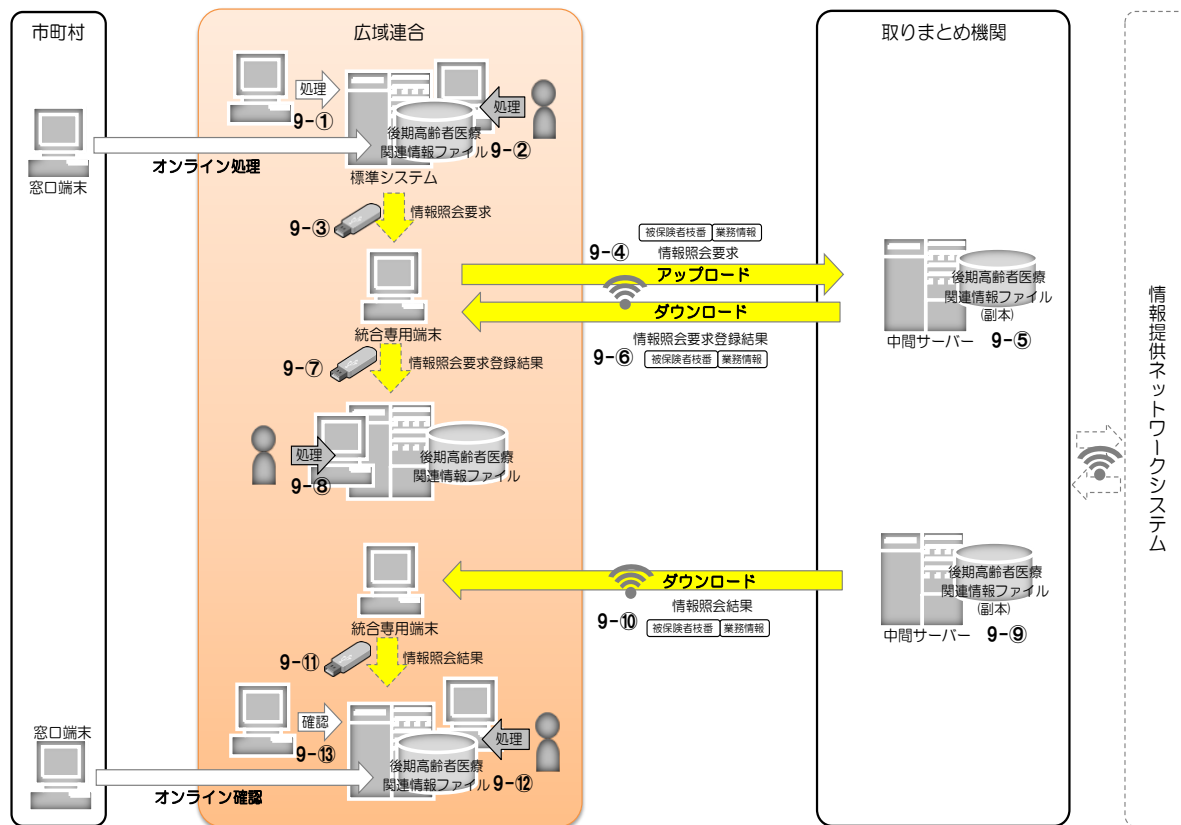 市町村
広域連合
取りまとめ機関
処理
9-①
処理
後期高齢者医療
関連情報ファイル
9-②
標準システム
窓口端末
オンライン処理
9-③
情報照会要求
被保険者枝番
業務情報
9-④
情報照会要求
アップロード
ダウンロード
統合専用端末
情報照会要求登録結果
9-⑥
被保険者枝番
業務情報
後期高齢者医療
関連情報ファイル
(副本)
中間サーバー
9-⑤
9-⑦
情報照会要求登録結果
処理
9-⑧
後期高齢者医療
関連情報ファイル
情報提供ネットワークシステム
ダウンロード
情報照会結果
9-⑩
被保険者枝番
業務情報
後期高齢者医療
関連情報ファイル
(副本)
中間サーバー
9-⑨
統合専用端末
9-⑪
情報照会結果
確認
9-⑬
処理
後期高齢者医療
関連情報ファイル
9-⑫
窓口端末
オンライン確認